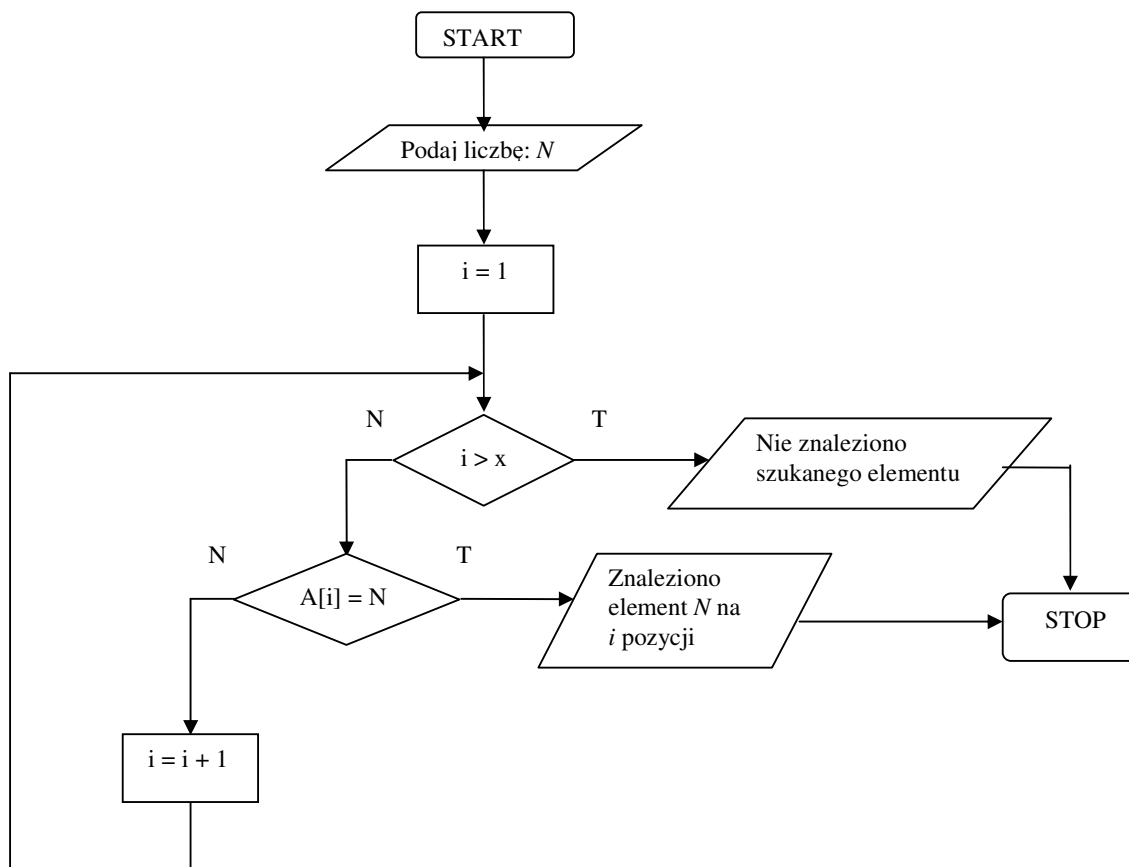 START
Podaj liczbę: N
i = 1
N
T
i > x
Nie znaleziono
szukanego elementu
N
T
A[i] = N
Znaleziono
element N na
i pozycji
STOP
i = i + 1